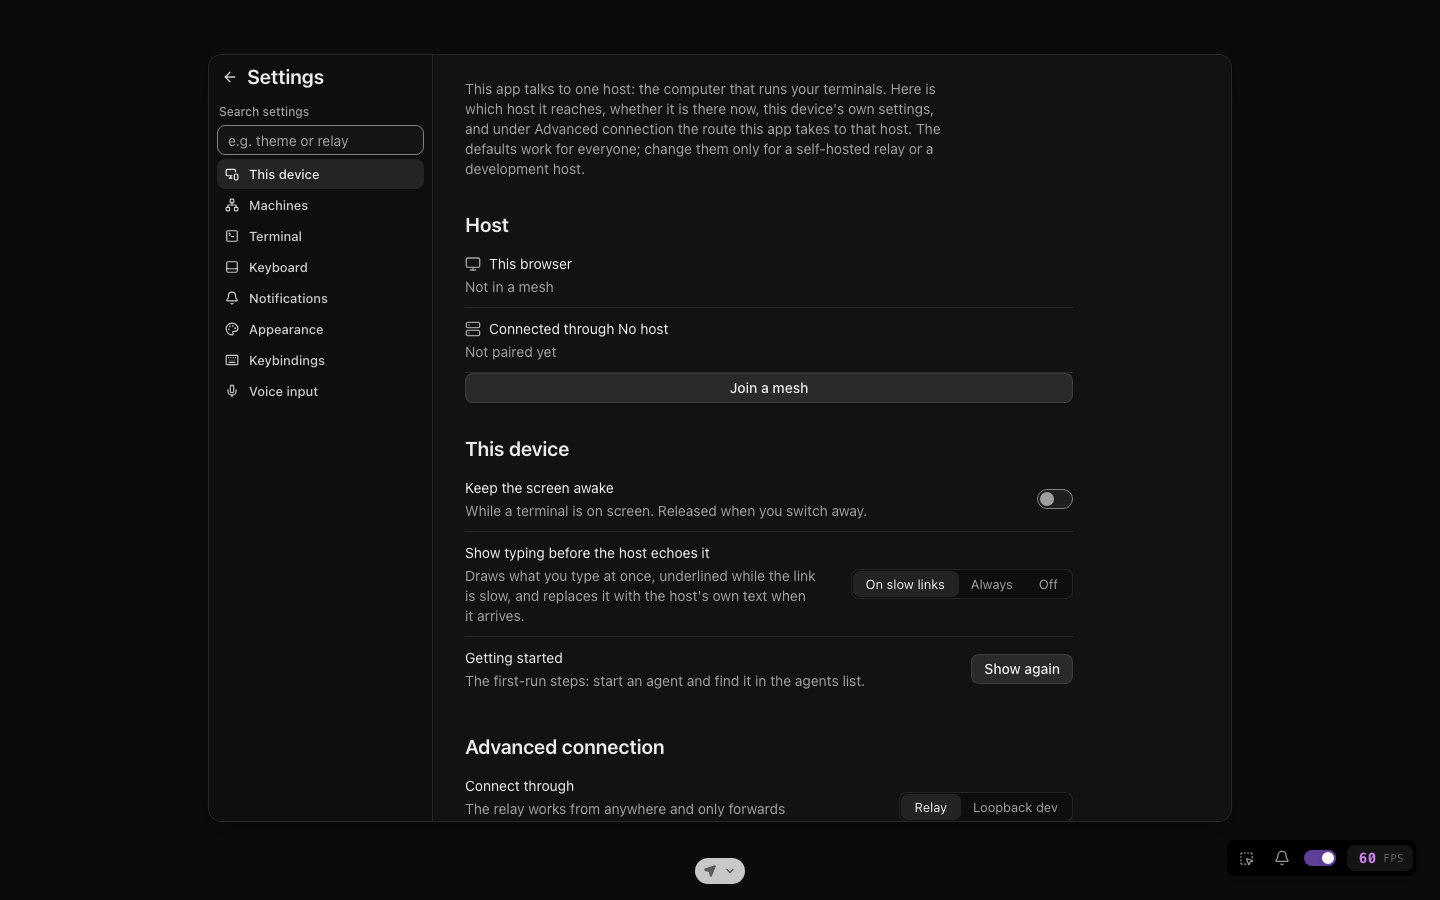 Settings
Search settings
e.g. theme or relay
This device
Machines
Terminal
Keyboard
Notifications
Appearance
Keybindings
Voice input
This app talks to one host: the computer that runs your terminals. Here is
which host it reaches, whether it is there now, this device's own settings,
and under Advanced connection the route this app takes to that host. The
defaults work for everyone; change them only for a self-hosted relay or a
development host.
Host
This browser
Not in a mesh
Connected through No host
Not paired yet
Join a mesh
This device
Keep the screen awake
While a terminal is on screen. Released when you switch away.
Show typing before the host echoes it
Draws what you type at once, underlined while the link
is slow, and replaces it with the host's own text when
it arrives.
On slow links Always Off
Getting started
The first-run steps: start an agent and find it in the agents list.
Show again
Advanced connection
Connect through
The relay works from anywhere and only forwards
Relay Loopback dev
60 FPS